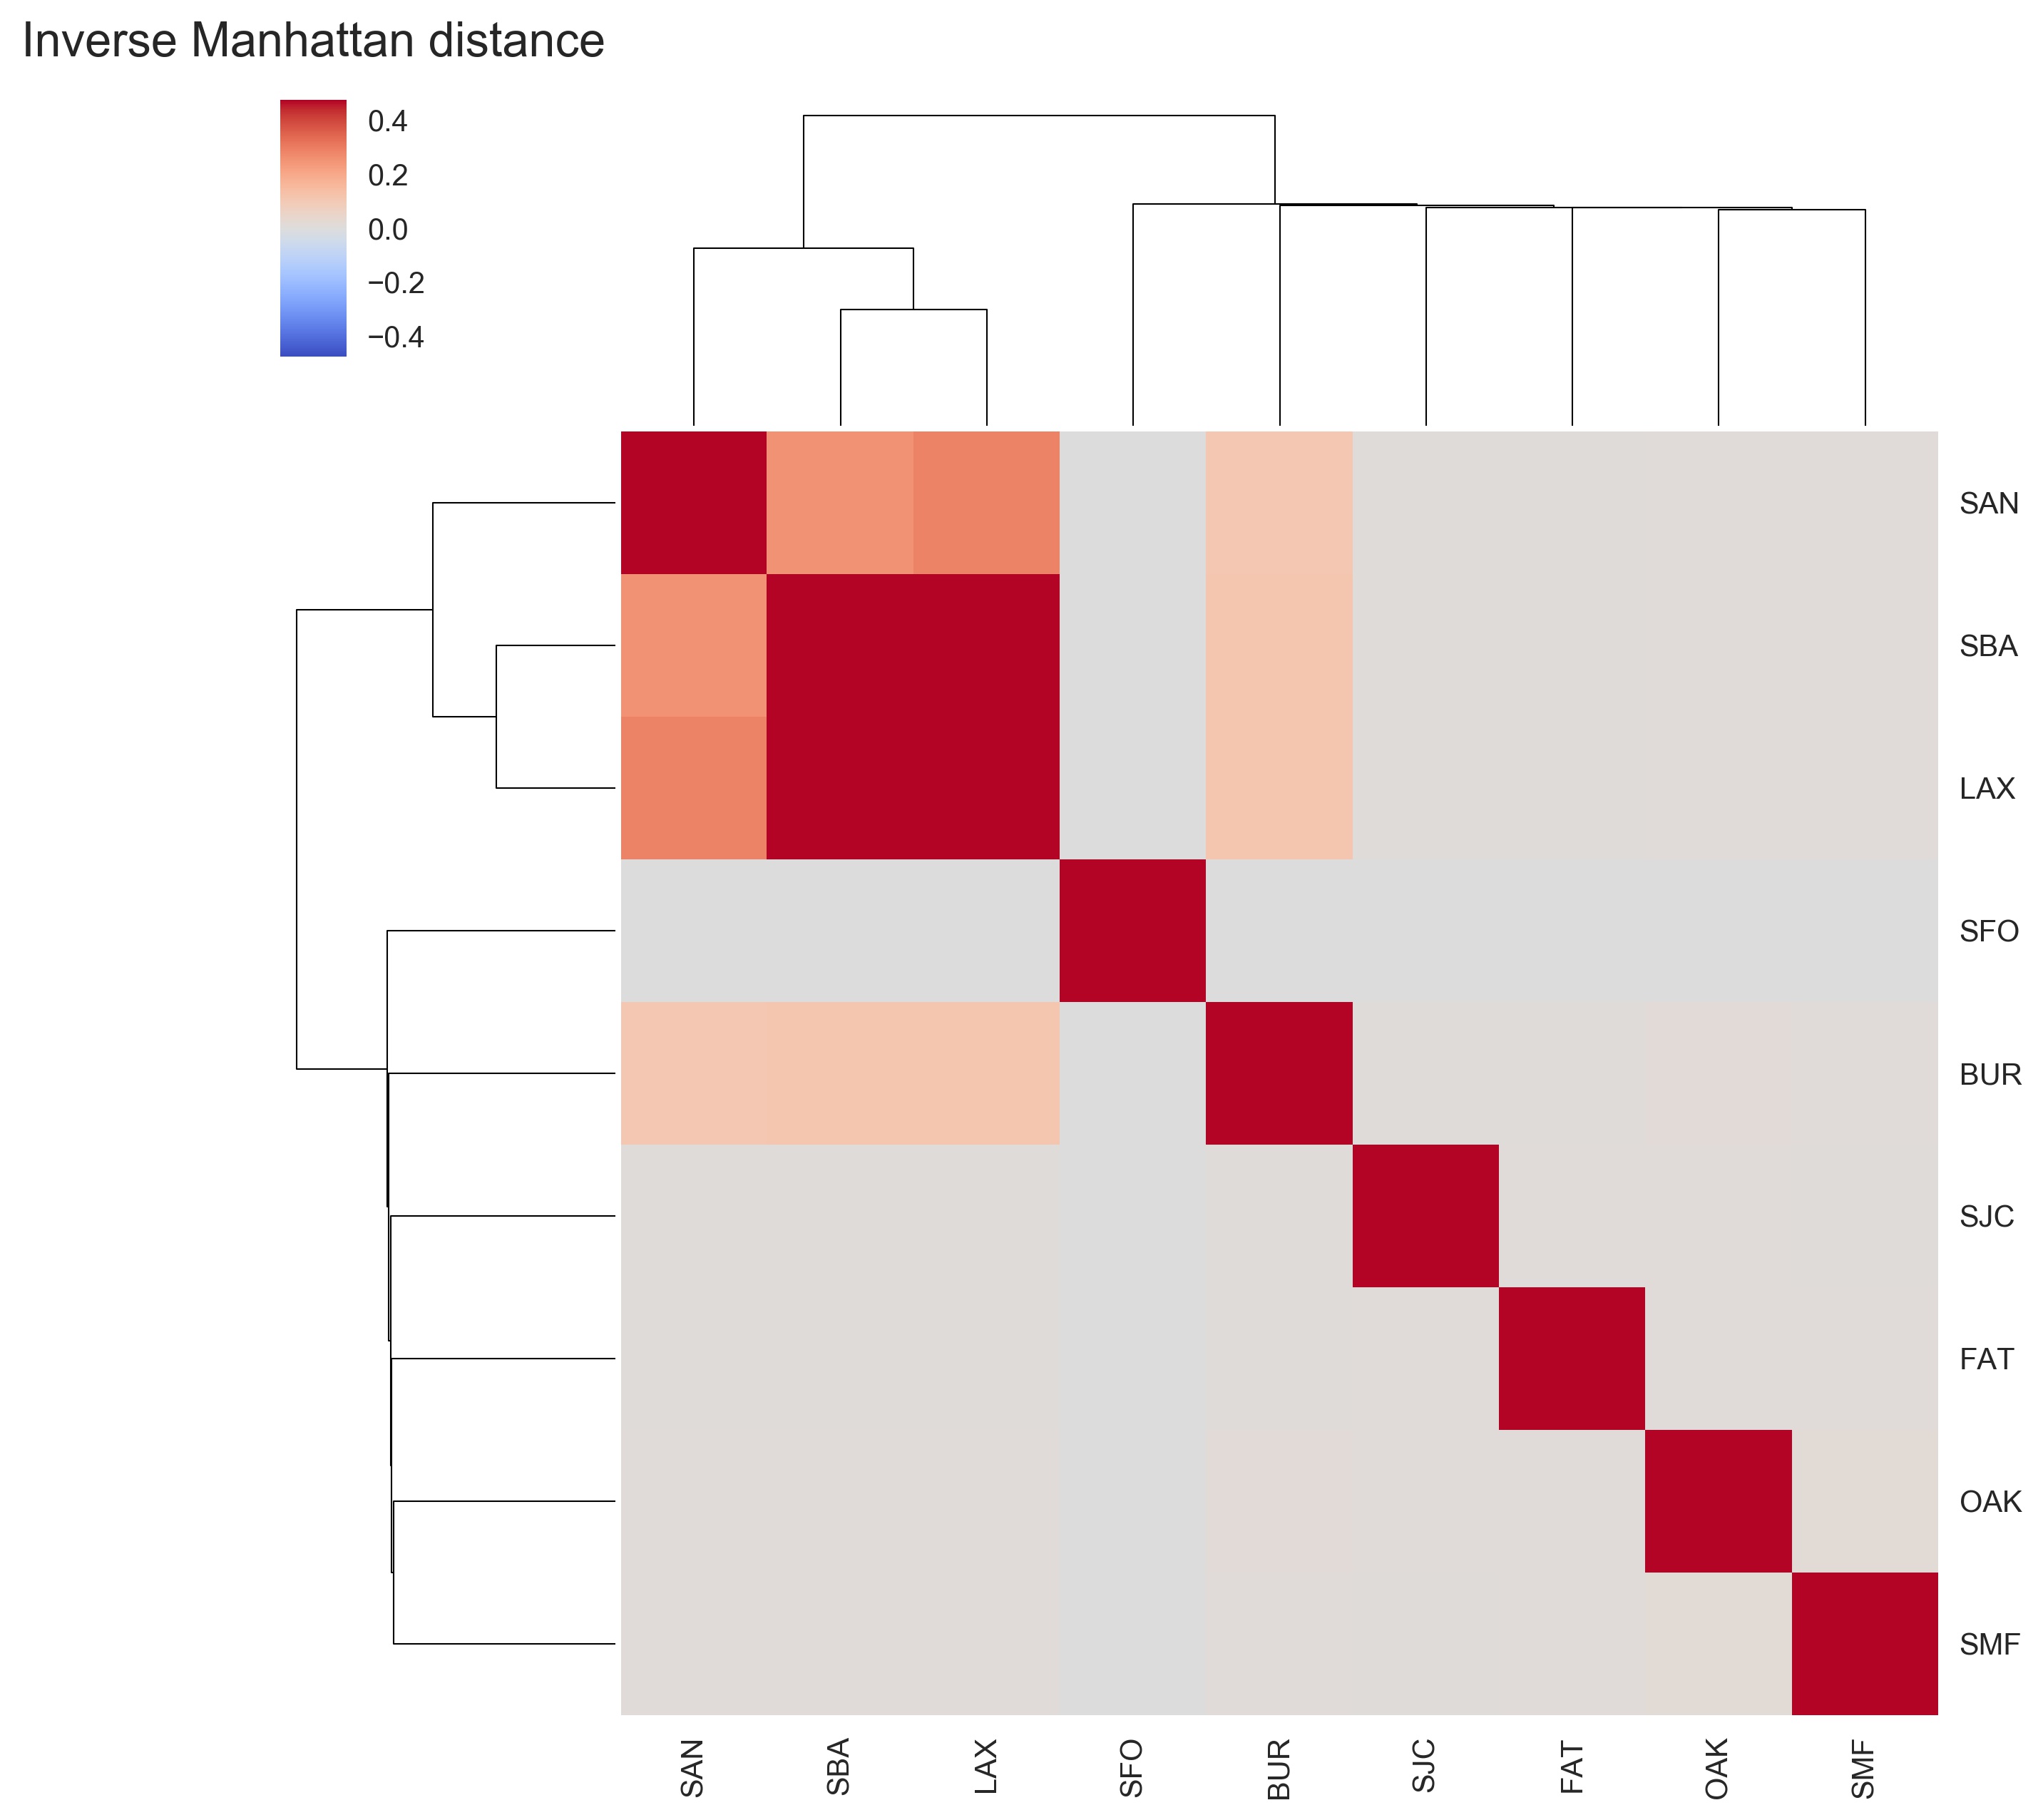 Inverse Manhattan distance
0.4
0.2
0.0
−0.2
−0.4
SAN
SBA
LAX
SFO
BUR
SJC
FAT
OAK
SMF
SAN
SBA
LAX
SFO
BUR
SJC
FAT
OAK
SMF